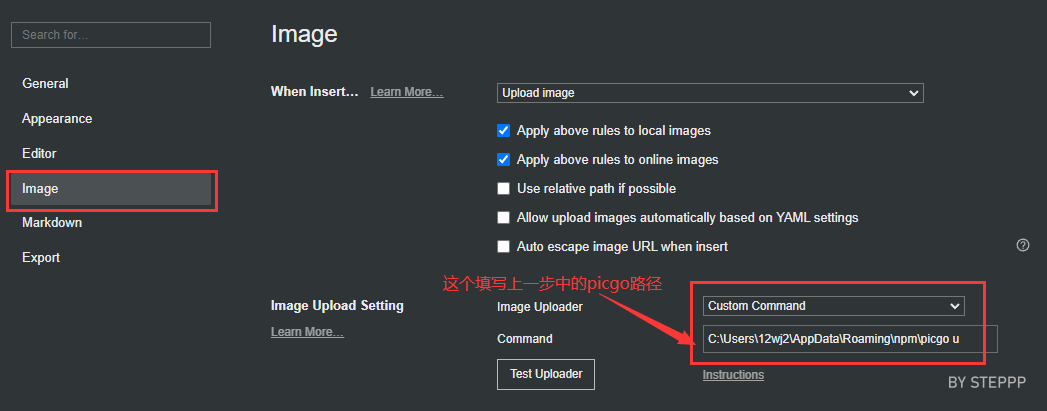 Search for…
Image
General
Appearance
Editor
Image
Markdown
Export
When Insert… Learn More…
Upload image
Apply above rules to local images
Apply above rules to online images
Use relative path if possible
Allow upload images automatically based on YAML settings
Auto escape image URL when insert
这个填写上一步中的picgo路径
Image Upload Setting
Learn More…
Image Uploader
Custom Command
Command
C:\Users\12wj2\AppData\Roaming\npm\picgo u
Test Uploader
Instructions
BY STEPPP